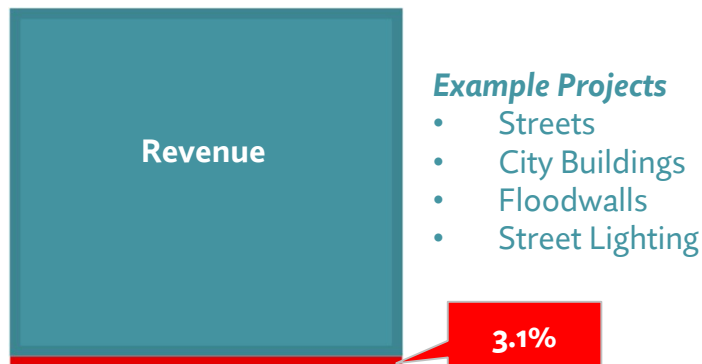 Revenue
Example Projects
• Streets
• City Buildings
• Floodwalls
• Street Lighting
3.1%